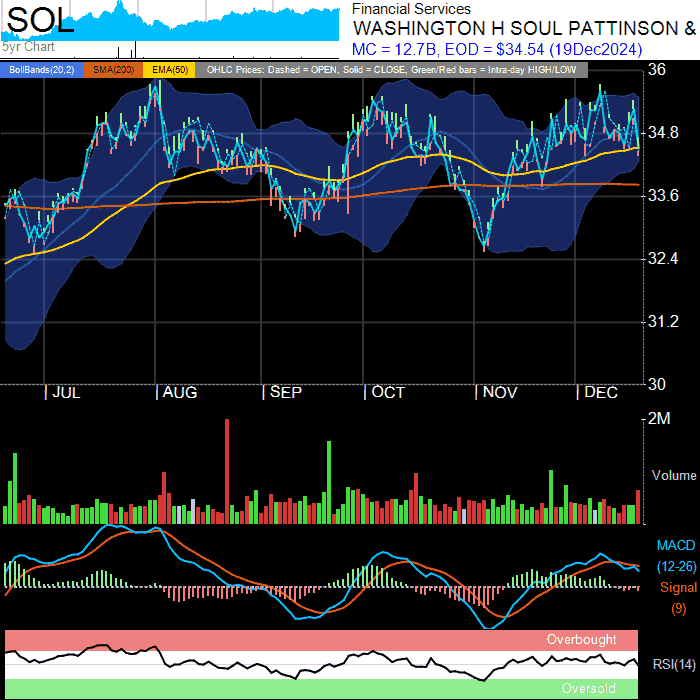 SOL
5yr Chart
Financial Services
WASHINGTON H SOUL PATTINSON &
MC = 12.7B, EOD = $34.54 (19Dec2024)
BollBands(20,2) SMA(200) EMA(50) OHLC Prices: Dashed = OPEN, Solid = CLOSE, Green/Red bars = Intra-day HIGH/LOW
36
34.8
33.6
32.4
31.2
30
JUL AUG SEP OCT NOV DEC
2M
Volume
MACD
(12-26)
Signal
(9)
Overbought
RSI(14)
Oversold